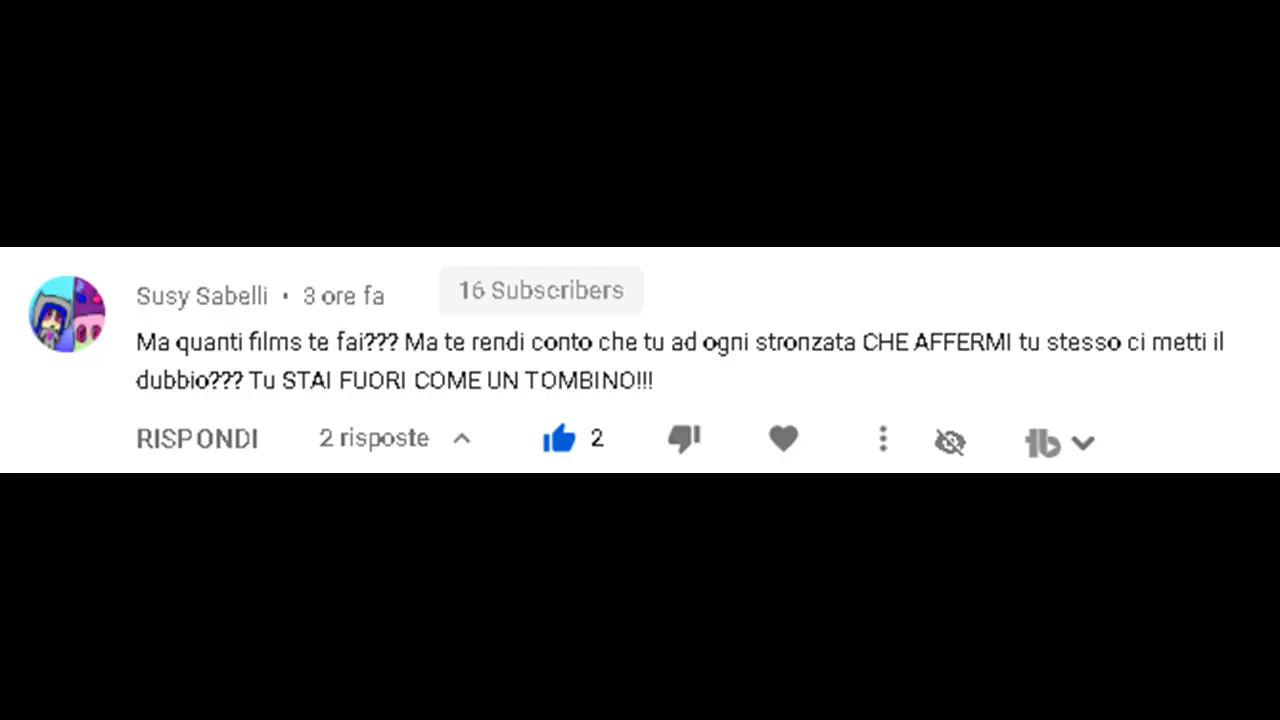 Susy Sabelli • 3 ore fa 16 Subscribers
Ma quanti films te fai??? Ma te rendi conto che tu ad ogni stronzata CHE AFFERMI tu stesso ci metti il
dubbio??? Tu STAI FUORI COME UN TOMBINO!!!
RISPONDI 2 risposte 2 tb